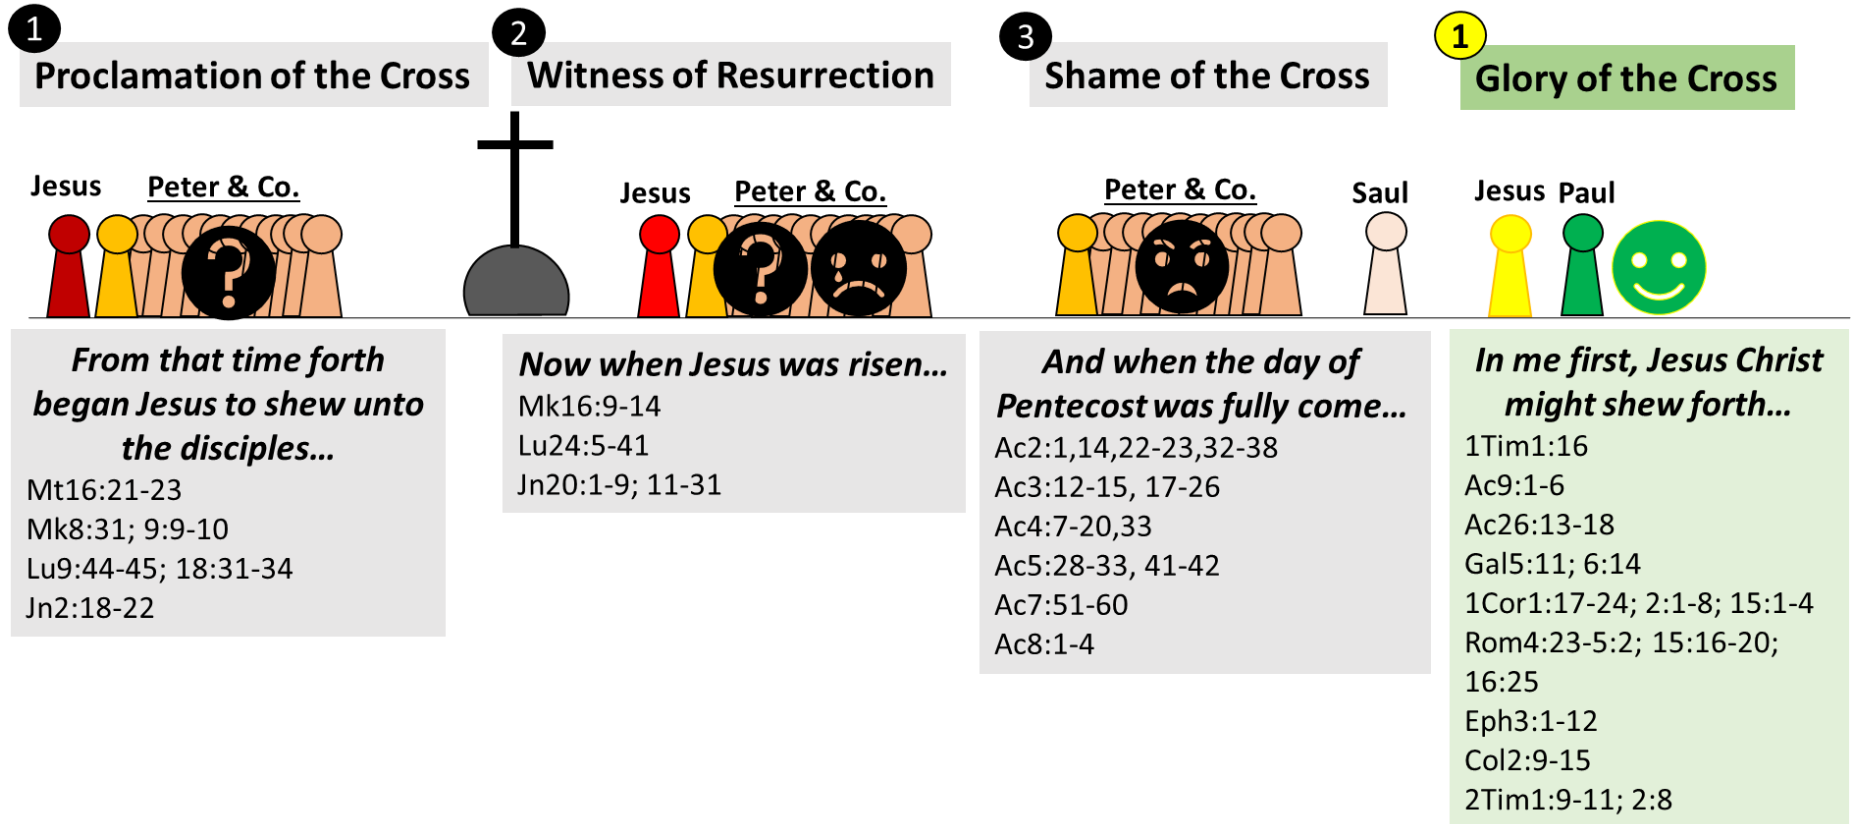 1
Proclamation of the Cross
Jesus
Peter & Co.
?
From that time forth
began Jesus to shew unto
the disciples…
Mt16:21-23
Mk8:31; 9:9-10
Lu9:44-45; 18:31-34
Jn2:18-22
2
Witness of Resurrection
Jesus
Peter & Co.
?
Now when Jesus was risen…
Mk16:9-14
Lu24:5-41
Jn20:1-9; 11-31
3
Shame of the Cross
Peter & Co.
Saul
And when the day of
Pentecost was fully come…
Ac2:1,14,22-23,32-38
Ac3:12-15, 17-26
Ac4:7-20,33
Ac5:28-33, 41-42
Ac7:51-60
Ac8:1-4
1
Glory of the Cross
Jesus
Paul
In me first, Jesus Christ
might shew forth…
1Tim1:16
Ac9:1-6
Ac26:13-18
Gal5:11; 6:14
1Cor1:17-24; 2:1-8; 15:1-4
Rom4:23-5:2; 15:16-20;
16:25
Eph3:1-12
Col2:9-15
2Tim1:9-11; 2:8